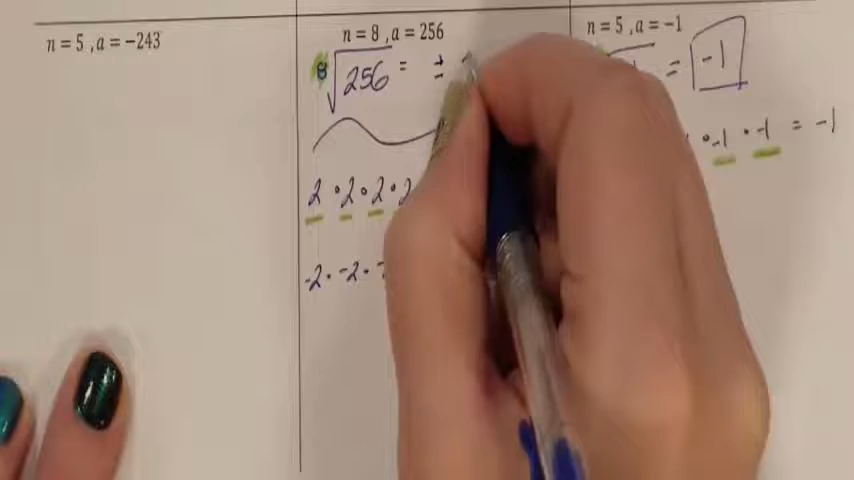 n = 5 , a = −243
n = 8 , a = 256
n = 5 , a = −1
8√256 = ±
= -1
2 · 2 · 2 · 2
· -1 · -1 = -1
-2 · -2 ·